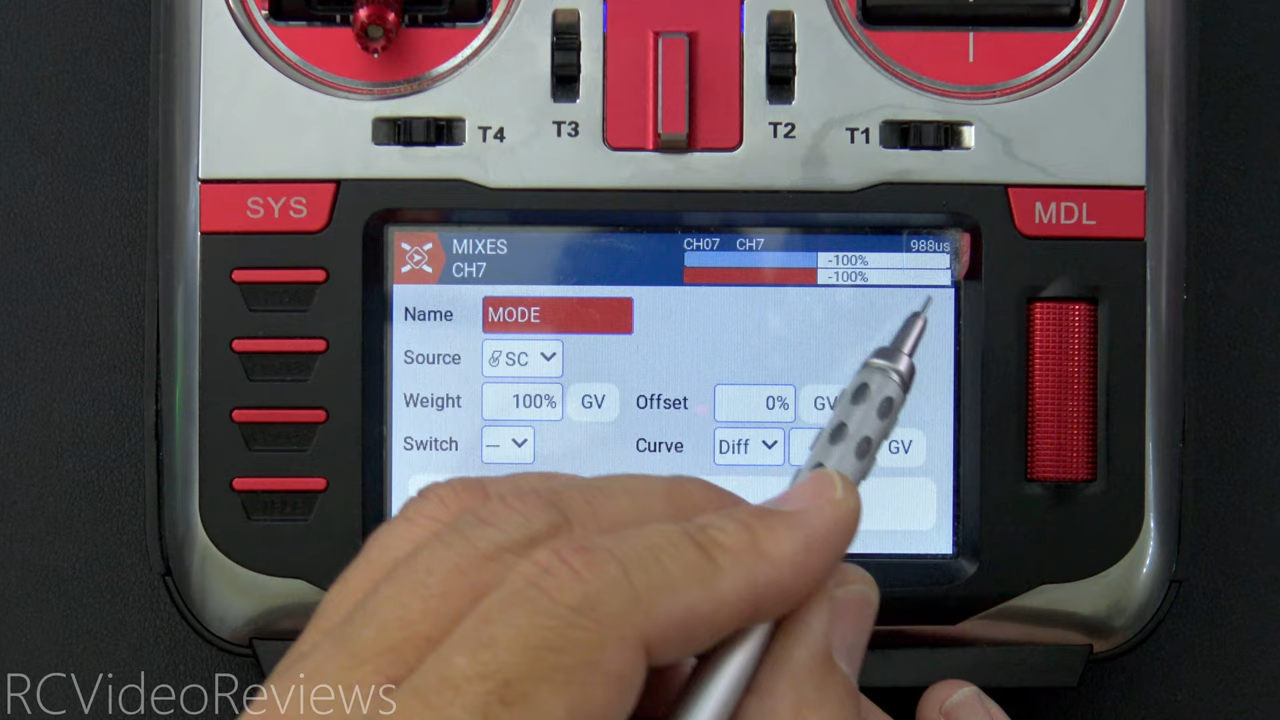 T4
T3
T2
T1
SYS
MDL
MIXES
CH7
CH07 CH7
988us
-100%
-100%
Name MODE
Source SC
Weight 100% GV Offset 0% GV
Switch — Curve Diff GV
RCVideoReviews